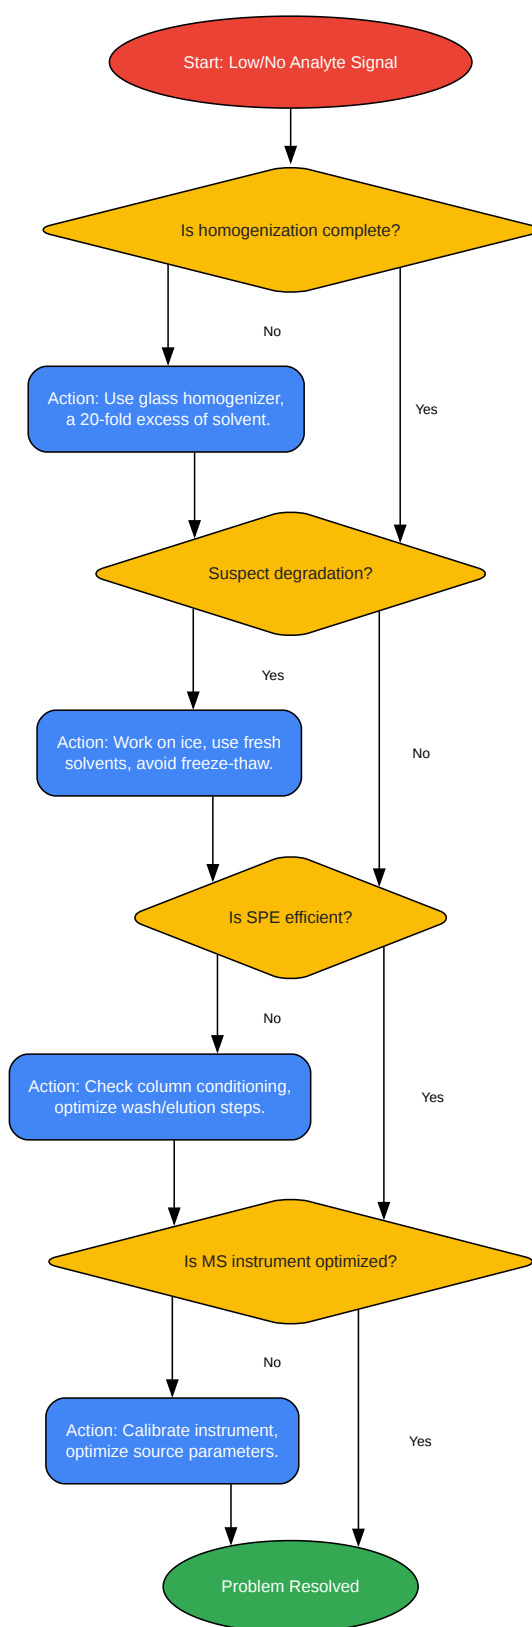 Start: Low/No Analyte Signal
Is homogenization complete?
No
Action: Use glass homogenizer,
a 20-fold excess of solvent.
Yes
Suspect degradation?
Yes
Action: Work on ice, use fresh
solvents, avoid freeze-thaw.
No
Is SPE efficient?
No
Action: Check column conditioning,
optimize wash/elution steps.
Yes
Is MS instrument optimized?
No
Action: Calibrate instrument,
optimize source parameters.
Yes
Problem Resolved